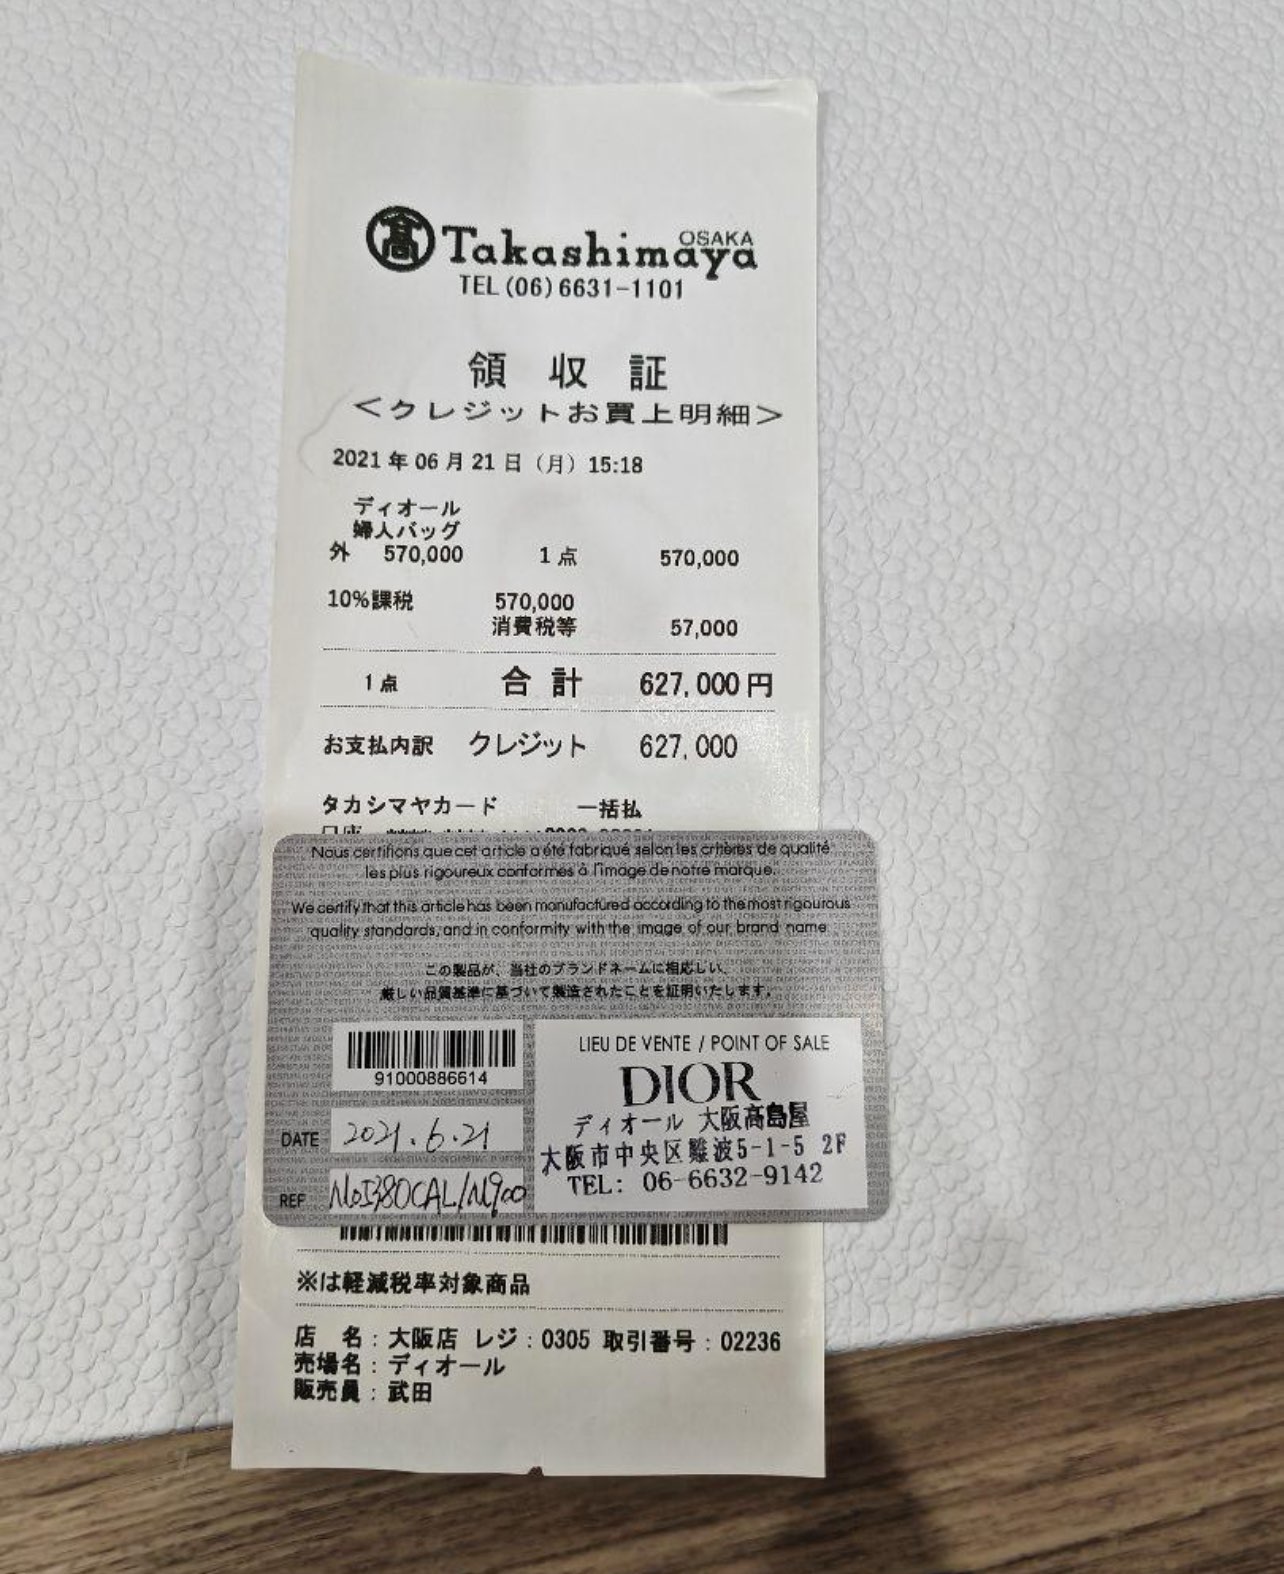 髙 Takashimaya OSAKA
TEL (06) 6631-1101
領収証
<クレジットお買上明細>
2021年06月21日 (月) 15:18
ディオール
婦人バッグ
外 570,000 1点 570,000
10%課税 570,000
消費税等 57,000
1点 合計 627,000円
お支払内訳 クレジット 627,000
タカシマヤカード 一括払
Nous certifions que cet article a été fabriqué selon les critères de qualité
les plus rigoureux conformes à l'image de notre marque.
We certify that this article has been manufactured according to the most rigourous
quality standards, and in conformity with the image of our brand name.
この製品が、当社のブランドネームに相応しい、
厳しい品質基準に基づいて製造されたことを証明いたします。
91000886614
DATE 2021.6.21
REF
LIEU DE VENTE / POINT OF SALE
DIOR
ディオール 大阪髙島屋
大阪市中央区難波5-1-5 2F
TEL: 06-6632-9142
※は軽減税率対象商品
店 名：大阪店 レジ：0305 取引番号：02236
売場名：ディオール
販売員：武田